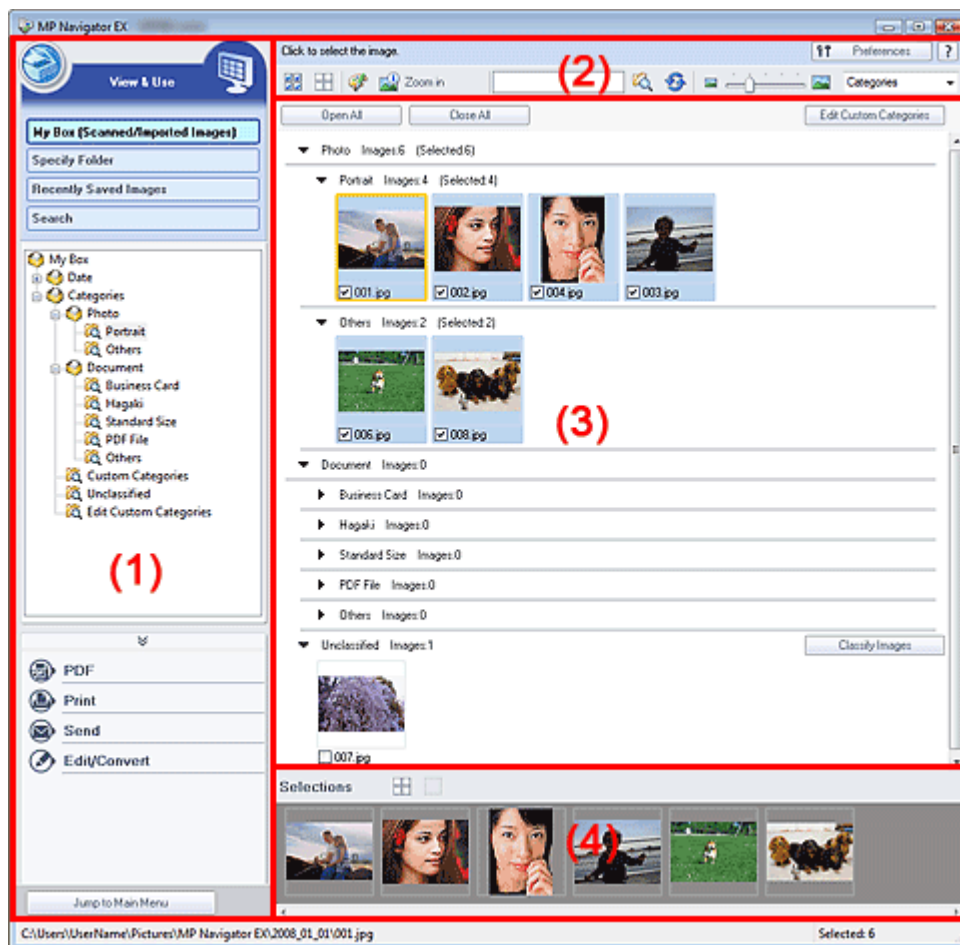 MP Navigator EX
View & Use
My Box (Scanned/Imported Images)
Specify Folder
Recently Saved Images
Search
My Box
Date
Categories
Photo
Portrait
Others
Document
Business Card
Hagaki
Standard Size
PDF File
Others
Custom Categories
Unclassified
Edit Custom Categories
(1)
PDF
Print
Send
Edit/Convert
Jump to Main Menu
Click to select the image.
Preferences
?
Zoom in
(2)
Categories
Open All
Close All
Edit Custom Categories
Photo Images:6 (Selected:6)
Portrait Images:4 (Selected:4)
001.jpg
002.jpg
004.jpg
003.jpg
Others Images:2 (Selected:2)
006.jpg
008.jpg
(3)
Document Images:0
Business Card Images:0
Hagaki Images:0
Standard Size Images:0
PDF File Images:0
Others Images:0
Unclassified Images:1
Classify Images
007.jpg
Selections
(4)
C:\Users\UserName\Pictures\MP Navigator EX\2008_01_01\001.jpg
Selected: 6